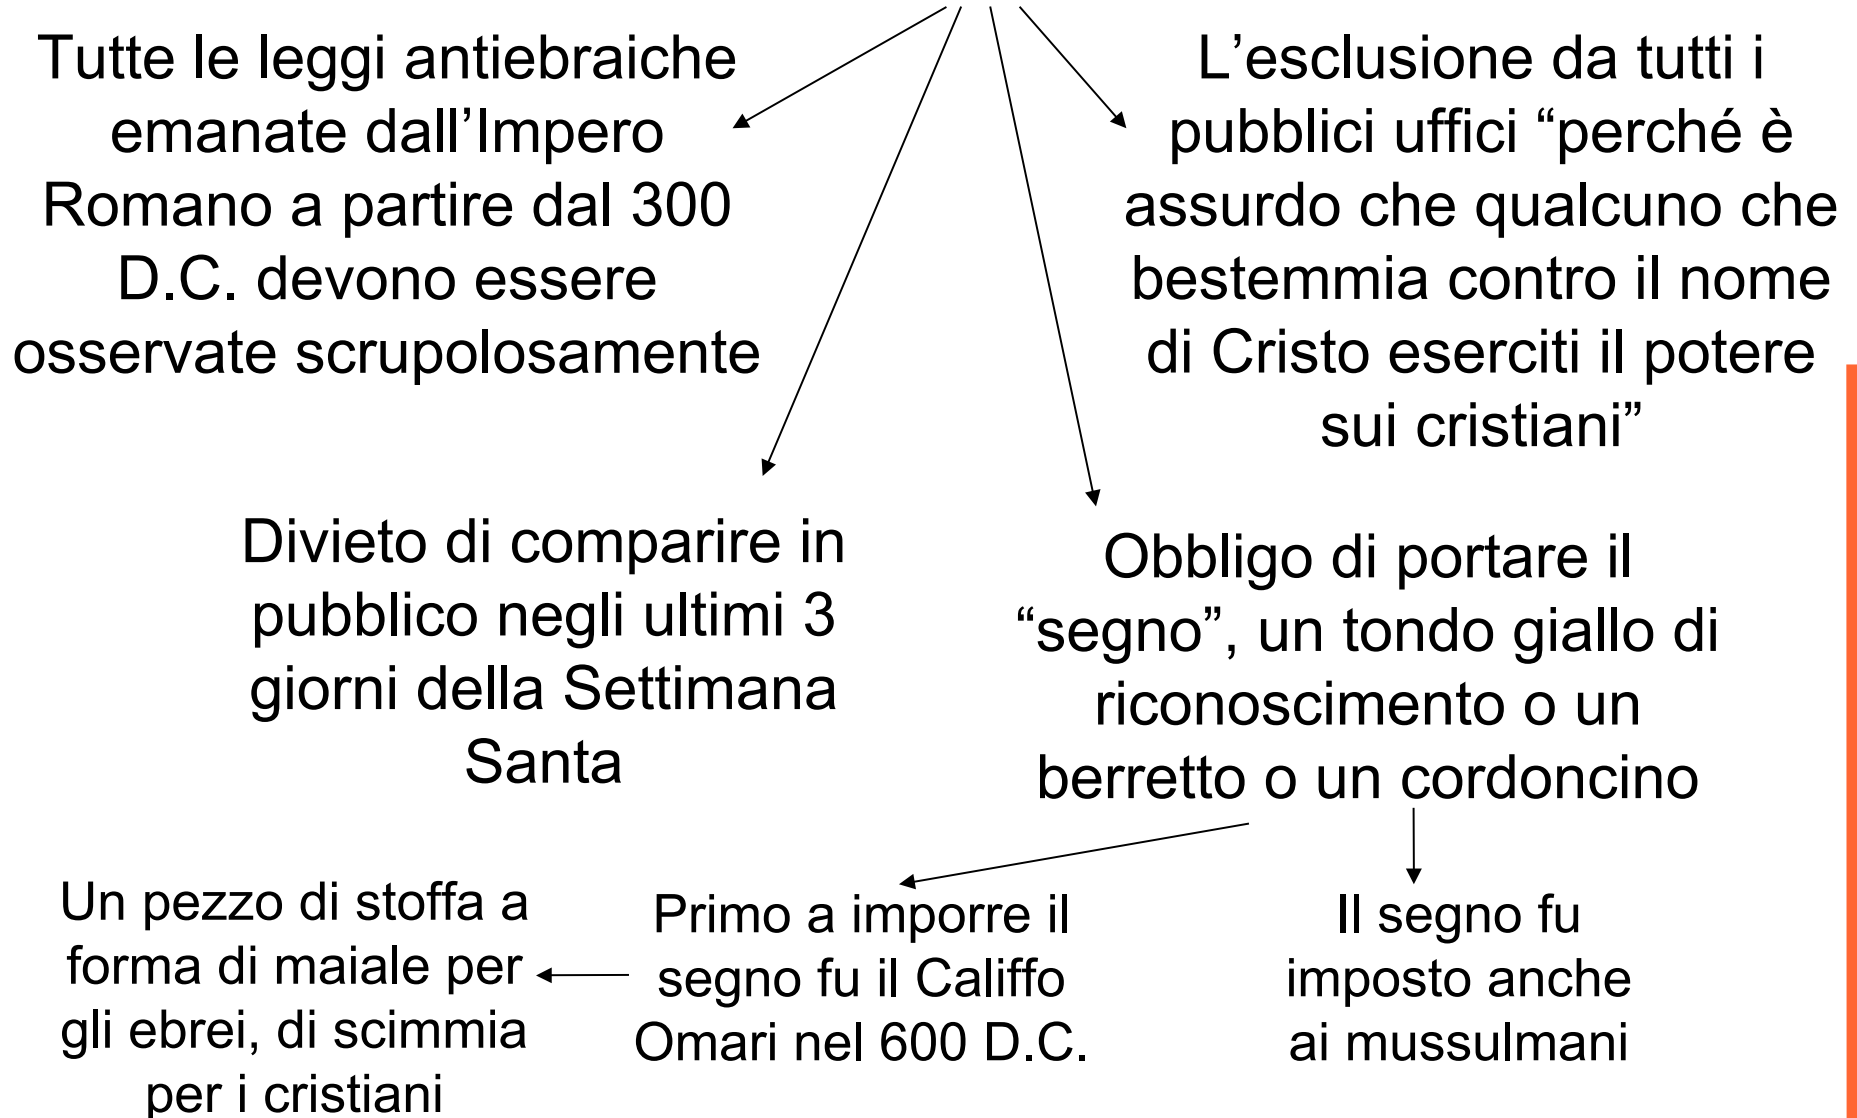 Tutte le leggi antiebraiche
emanate dall’Impero
Romano a partire dal 300
D.C. devono essere
osservate scrupolosamente
L’esclusione da tutti i
pubblici uffici “perché è
assurdo che qualcuno che
bestemmia contro il nome
di Cristo eserciti il potere
sui cristiani”
Divieto di comparire in
pubblico negli ultimi 3
giorni della Settimana
Santa
Obbligo di portare il
“segno”, un tondo giallo di
riconoscimento o un
berretto o un cordoncino
Un pezzo di stoffa a
forma di maiale per
gli ebrei, di scimmia
per i cristiani
Primo a imporre il
segno fu il Califfo
Omari nel 600 D.C.
Il segno fu
imposto anche
ai mussulmani